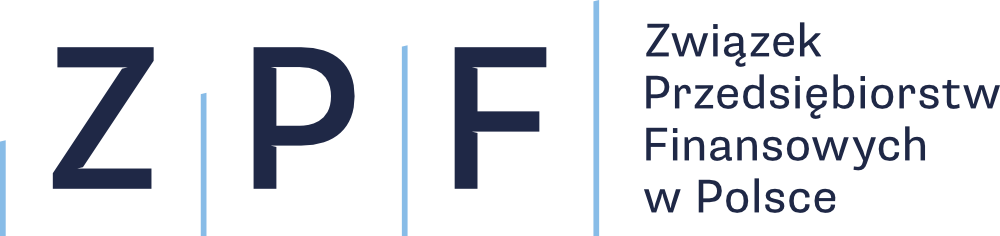 ZPF
Związek
Przedsiębiorstw
Finansowych
w Polsce